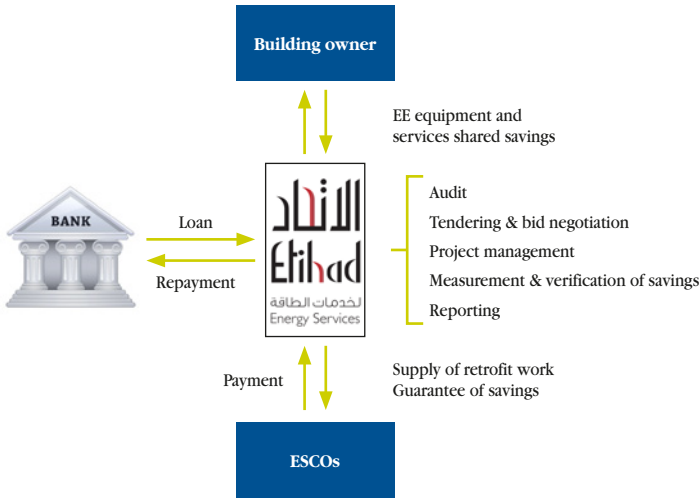 Building owner
EE equipment and
services shared savings
BANK
Loan
Repayment
الاتحاد
Etihad
لخدمات الطاقة
Energy Services
Audit
Tendering & bid negotiation
Project management
Measurement & verification of savings
Reporting
Payment
Supply of retrofit work
Guarantee of savings
ESCOs